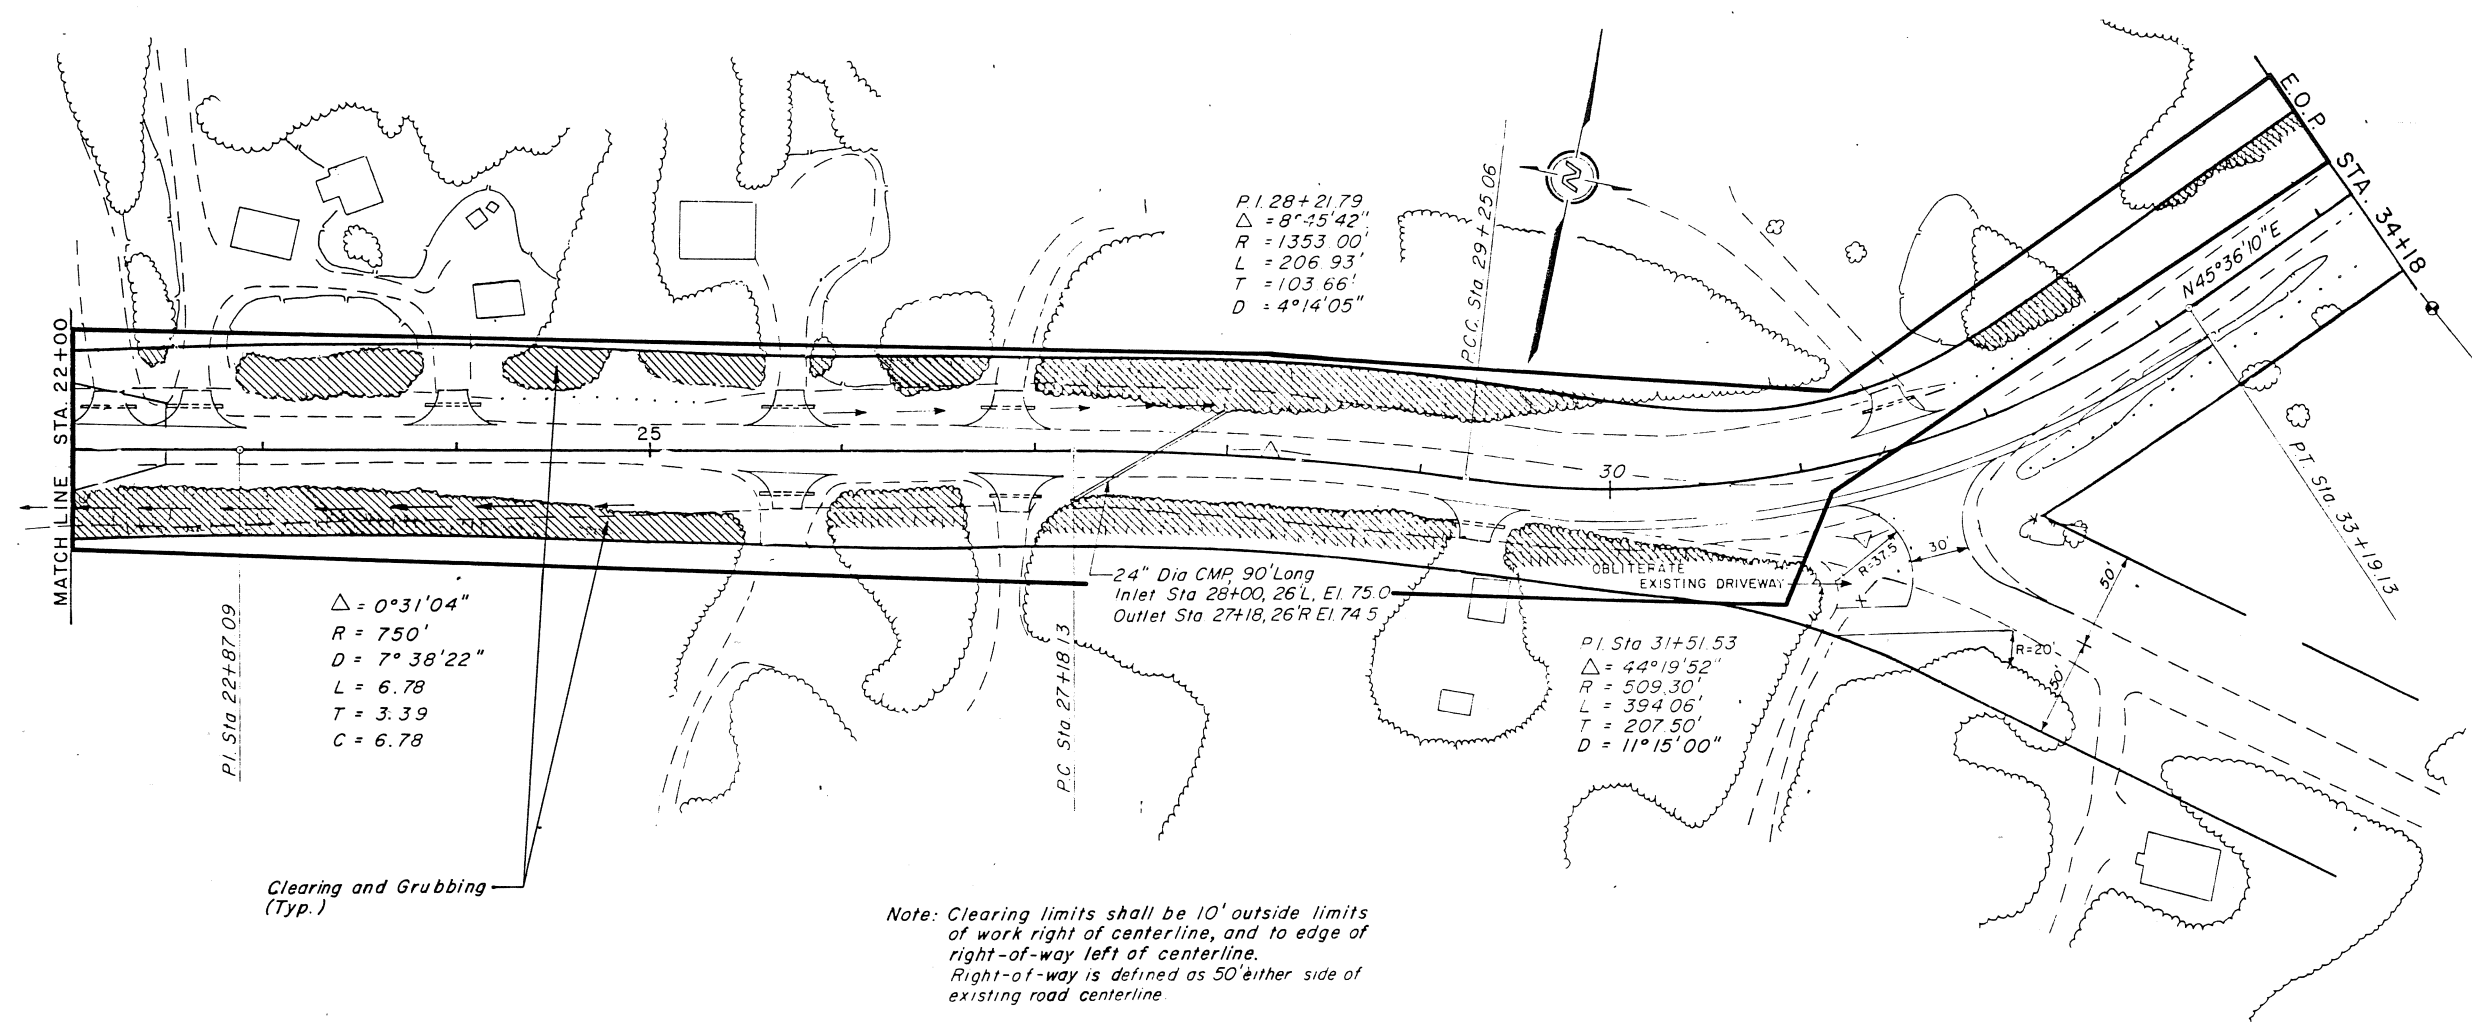 E.O.P. STA. 34+18
N45°36'10"E
P.I. 28+21.79
△ = 8°45'42"
R = 1353.00'
L = 206.93'
T = 103.66'
D = 4°14'05"
P.C.C. Sta. 29+25.06
N
MATCH LINE STA. 22+00
25
30
P.T. Sta. 33+19.13
24" Dia CMP, 90' Long
Inlet Sta 28+00, 26'L, El. 75.0
Outlet Sta 27+18, 26'R El. 74.5
OBLITERATE
EXISTING DRIVEWAY
R=37.5'
30'
50'
R=20'
50'
P.I. Sta 22+87.09
△ = 0°31'04"
R = 750'
D = 7° 38'22"
L = 6.78
T = 3.39
C = 6.78
P.C. Sta. 27+18.13
P.I. Sta 31+51.53
△ = 44°19'52"
R = 509.30'
L = 394.06'
T = 207.50'
D = 11°15'00"
Clearing and Grubbing
(Typ.)
Note: Clearing limits shall be 10' outside limits
of work right of centerline, and to edge of
right-of-way left of centerline.
Right-of-way is defined as 50' either side of
existing road centerline.